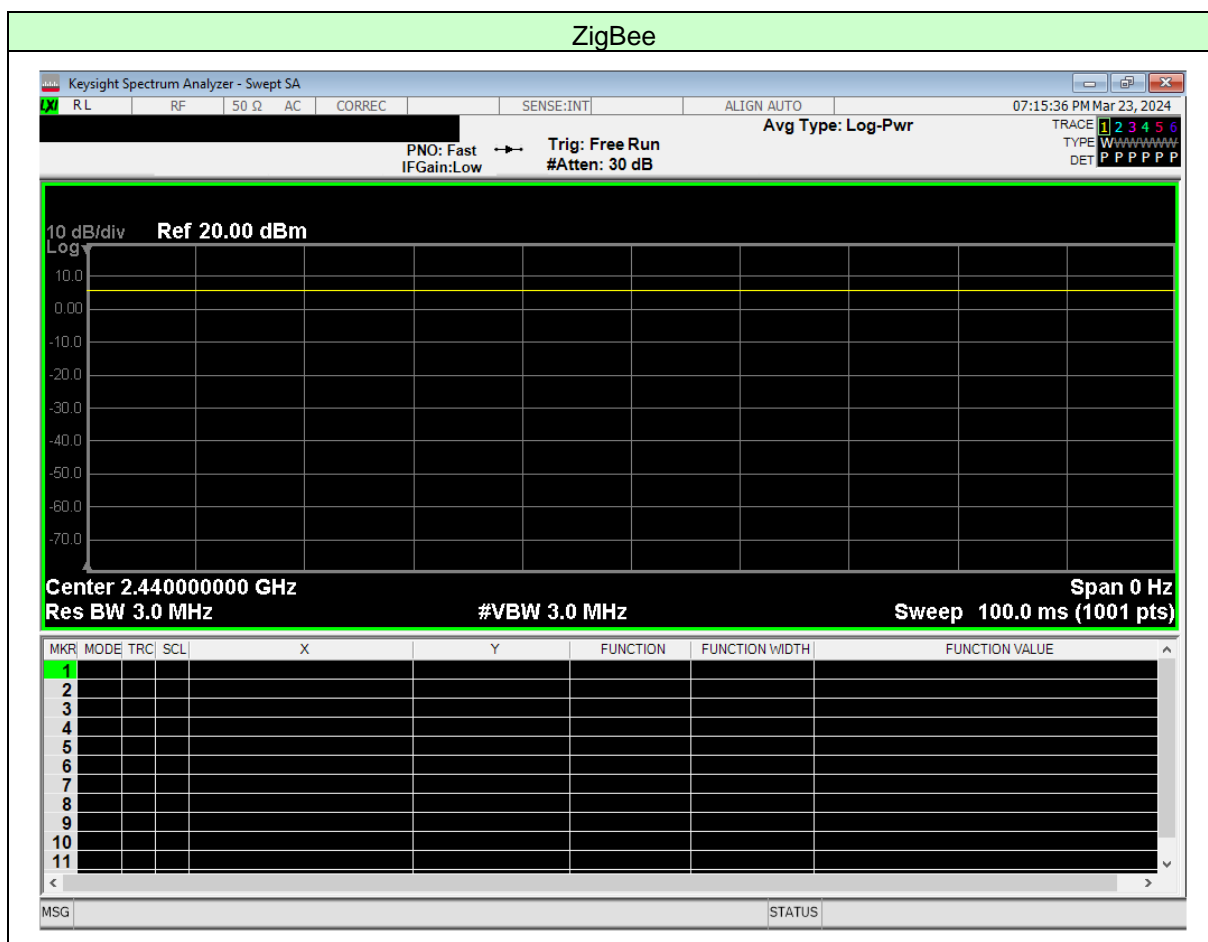 ZigBee
Keysight Spectrum Analyzer - Swept SA
LXI RL RF 50 Ω AC CORREC SENSE:INT ALIGN AUTO 07:15:36 PM Mar 23, 2024
Avg Type: Log-Pwr TRACE 1 2 3 4 5 6
PNO: Fast Trig: Free Run TYPE WWWWWW
IFGain:Low #Atten: 30 dB DET P P P P P P
10 dB/div Ref 20.00 dBm
Log
10.0
0.00
-10.0
-20.0
-30.0
-40.0
-50.0
-60.0
-70.0
Center 2.440000000 GHz Span 0 Hz
Res BW 3.0 MHz #VBW 3.0 MHz Sweep 100.0 ms (1001 pts)
MKR MODE TRC SCL X Y FUNCTION FUNCTION WIDTH FUNCTION VALUE
1
2
3
4
5
6
7
8
9
10
11
MSG STATUS